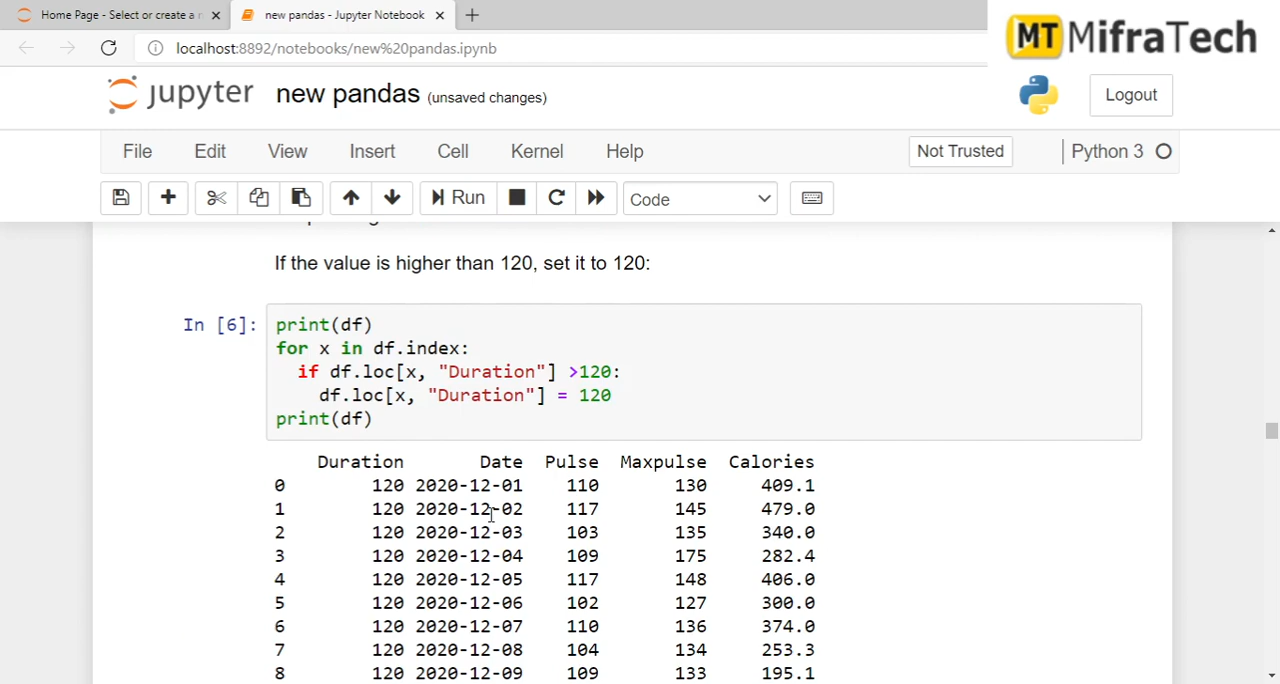 Home Page - Select or create a n
new pandas - Jupyter Notebook
localhost:8892/notebooks/new%20pandas.ipynb
MT MifraTech
jupyter new pandas (unsaved changes)
Logout
File Edit View Insert Cell Kernel Help Not Trusted Python 3
Run Code
If the value is higher than 120, set it to 120:
In [6]: print(df)
for x in df.index:
if df.loc[x, "Duration"] >120:
df.loc[x, "Duration"] = 120
print(df)
Duration Date Pulse Maxpulse Calories
0 120 2020-12-01 110 130 409.1
1 120 2020-12-02 117 145 479.0
2 120 2020-12-03 103 135 340.0
3 120 2020-12-04 109 175 282.4
4 120 2020-12-05 117 148 406.0
5 120 2020-12-06 102 127 300.0
6 120 2020-12-07 110 136 374.0
7 120 2020-12-08 104 134 253.3
8 120 2020-12-09 109 133 195.1